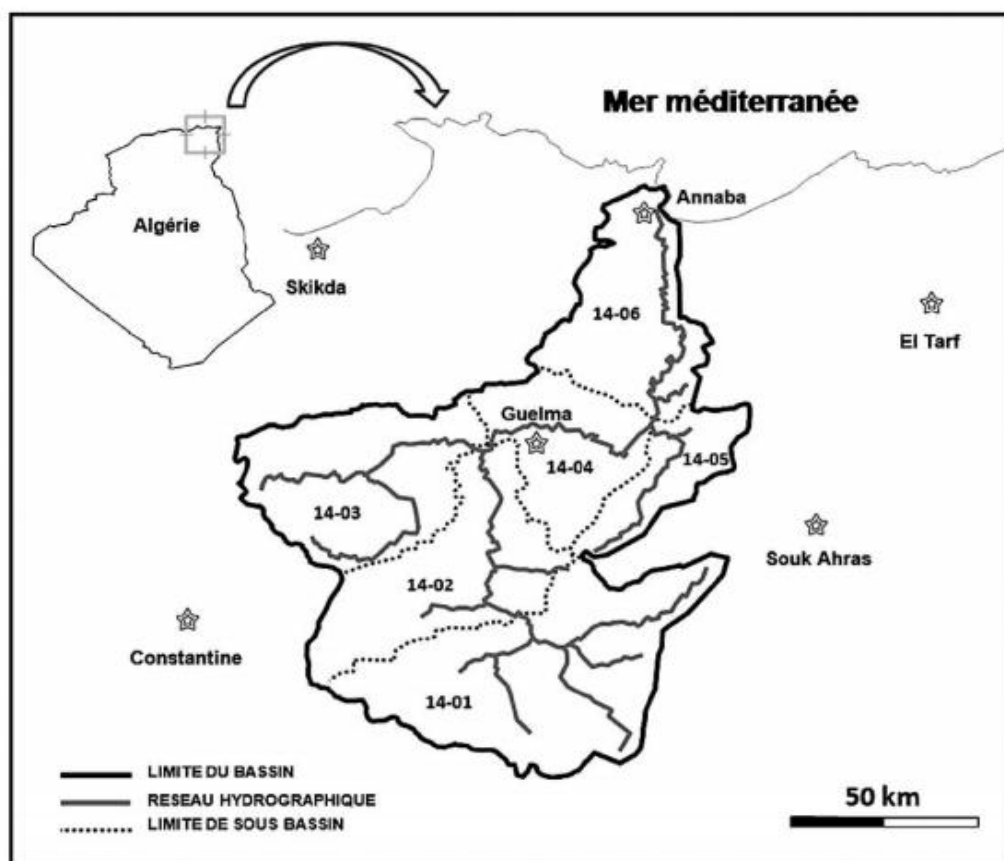 Mer méditerranée
Annaba
Algérie
Skikda
14-06
El Tarf
Guelma
14-04
14-05
14-03
Souk Ahras
14-02
Constantine
14-01
LIMITE DU BASSIN
RESEAU HYDROGRAPHIQUE
LIMITE DE SOUS BASSIN
50 km